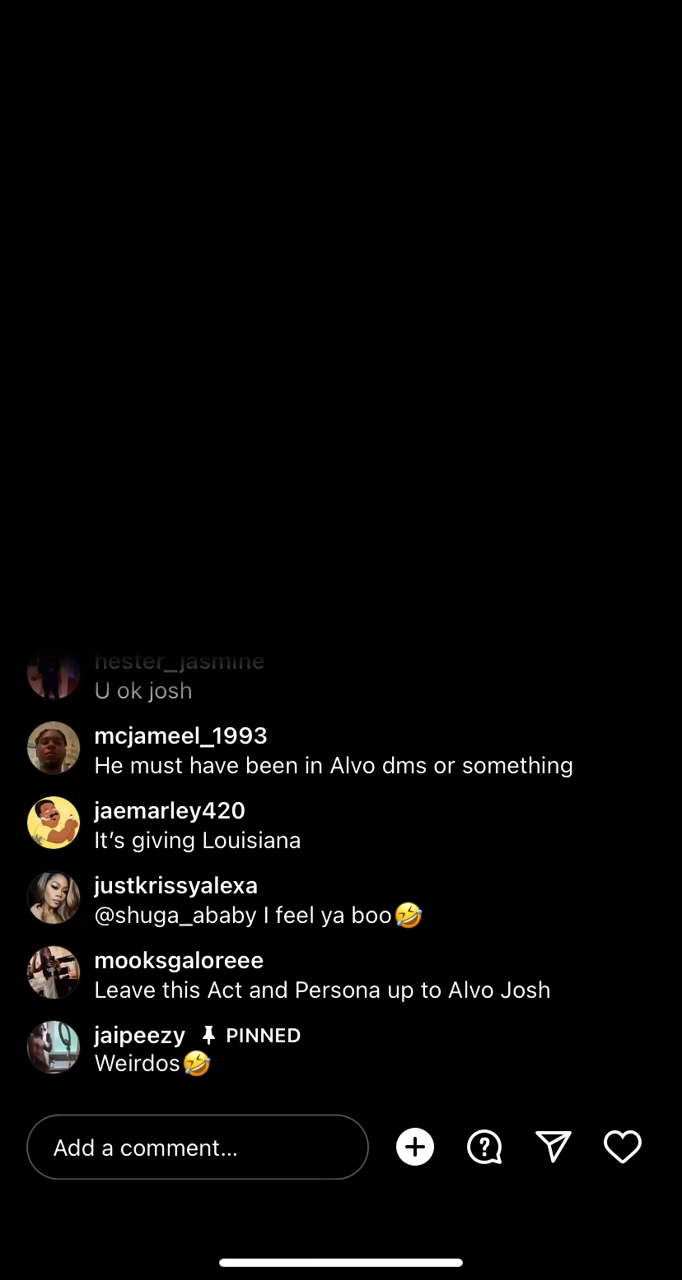 hester_jasmine
U ok josh
mcjameel_1993
He must have been in Alvo dms or something
jaemarley420
It’s giving Louisiana
justkrissyalexa
@shuga_ababy I feel ya boo🤣
mooksgaloreee
Leave this Act and Persona up to Alvo Josh
jaipeezy 📌 PINNED
Weirdos🤣
Add a comment...